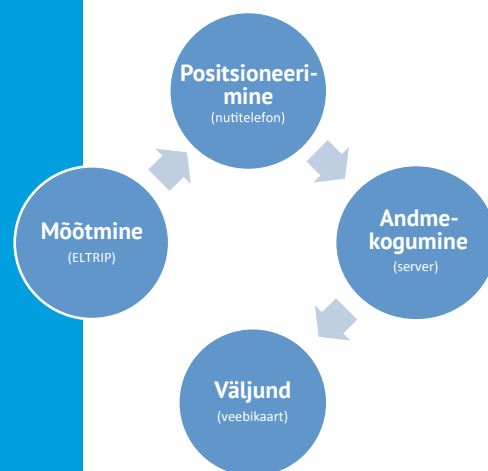 Positsioneeri-
mine
(nutitelefon)
Mõõtmine
(ELTRIP)
Andme-
kogumine
(server)
Väljund
(veebikaart)